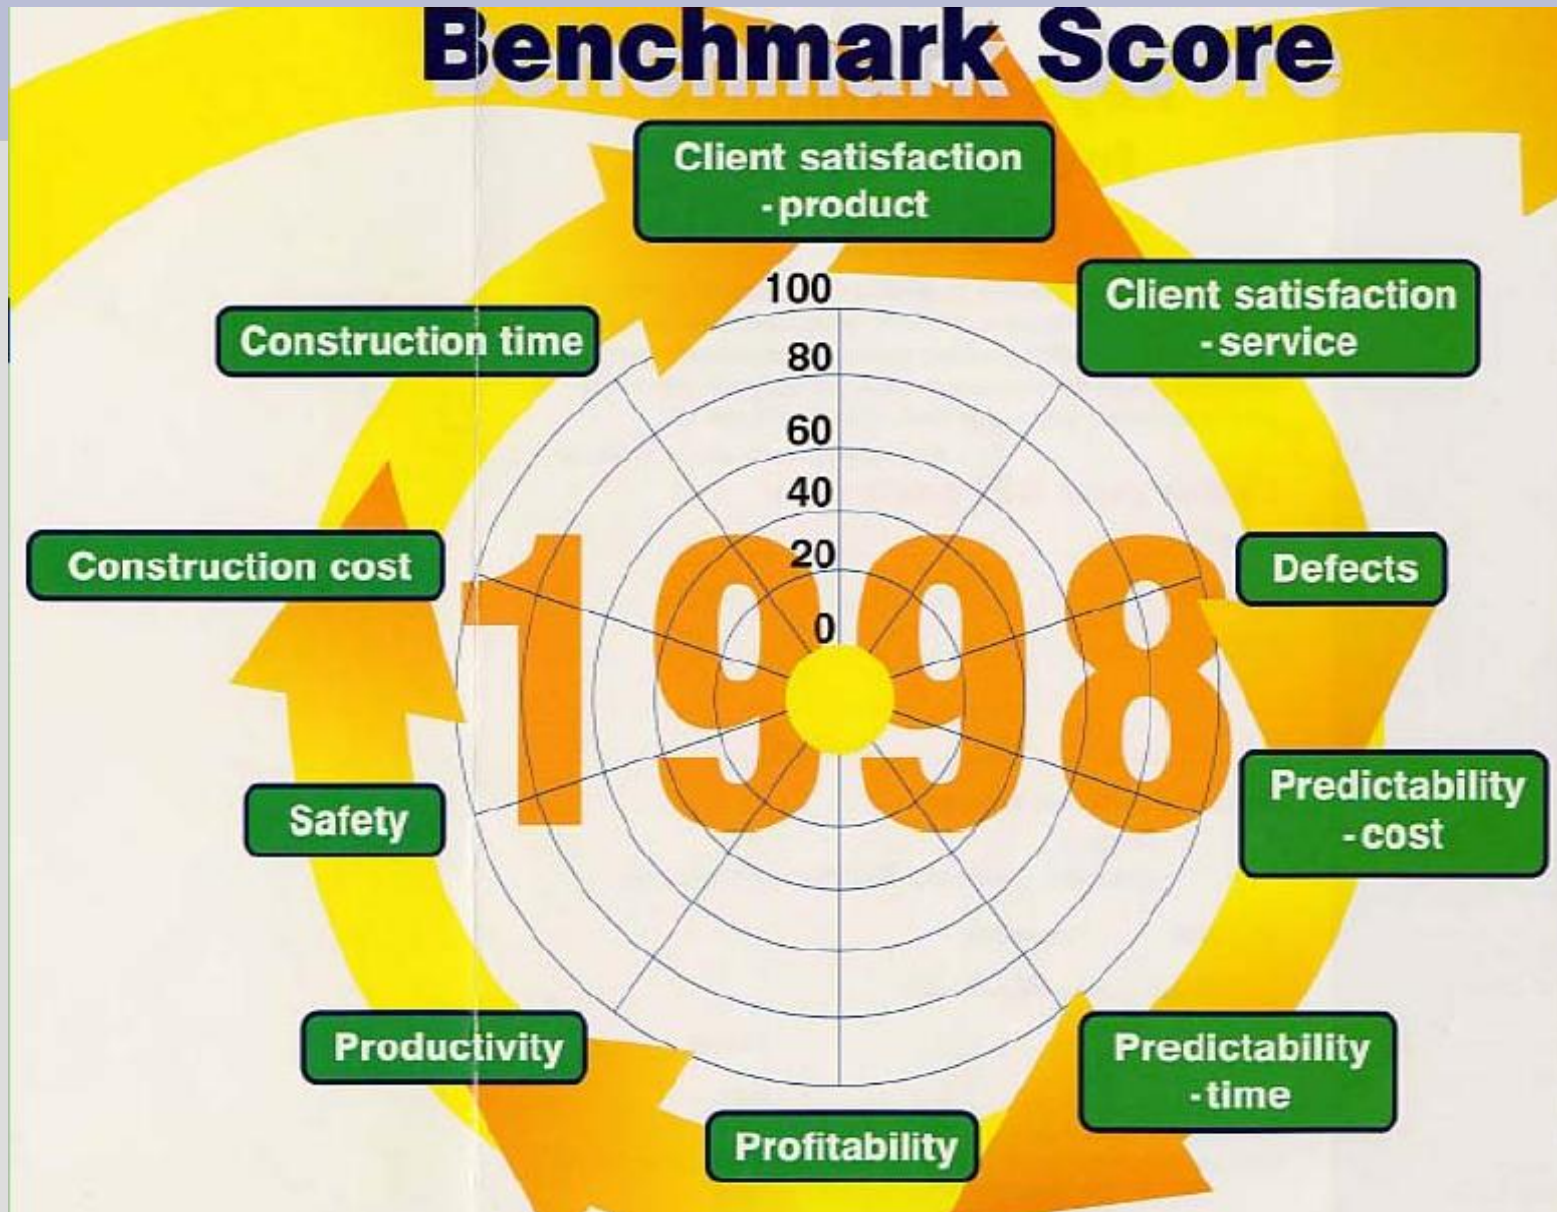 Benchmark Score
Client satisfaction
-product
Client satisfaction
-service
Defects
Predictability
-cost
Predictability
-time
Profitability
Productivity
Safety
Construction cost
Construction time
100
80
60
40
20
0
1998